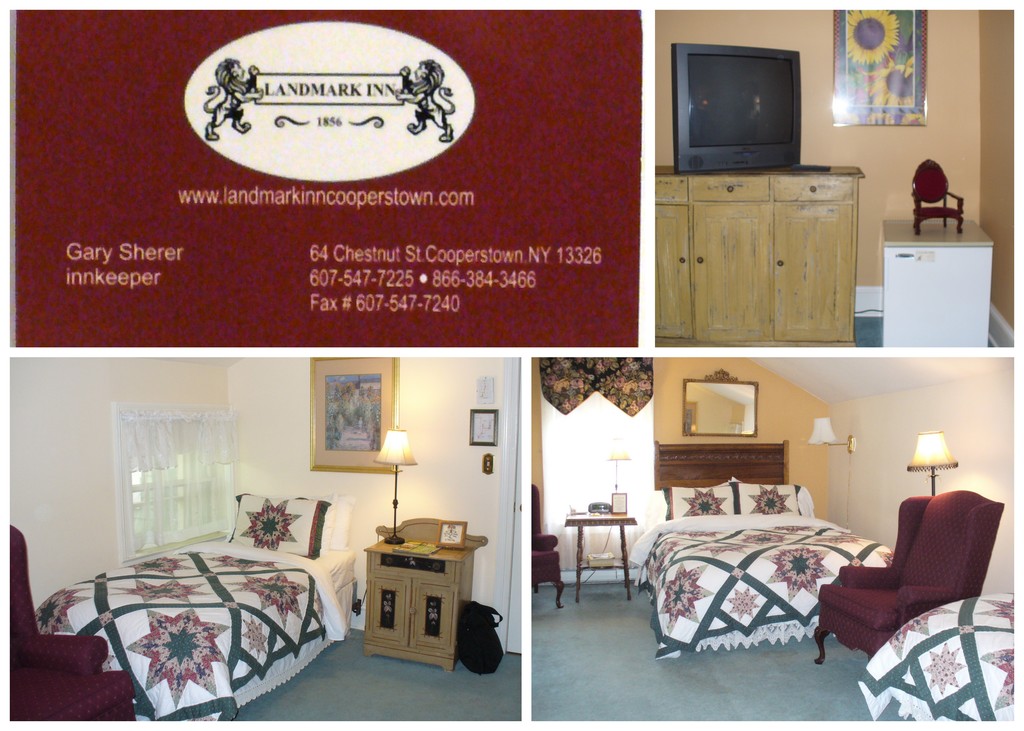 LANDMARK INN
1856
www.landmarkinncooperstown.com
Gary Sherer
innkeeper
64 Chestnut St.Cooperstown,NY 13326
607-547-7225 • 866-384-3466
Fax # 607-547-7240